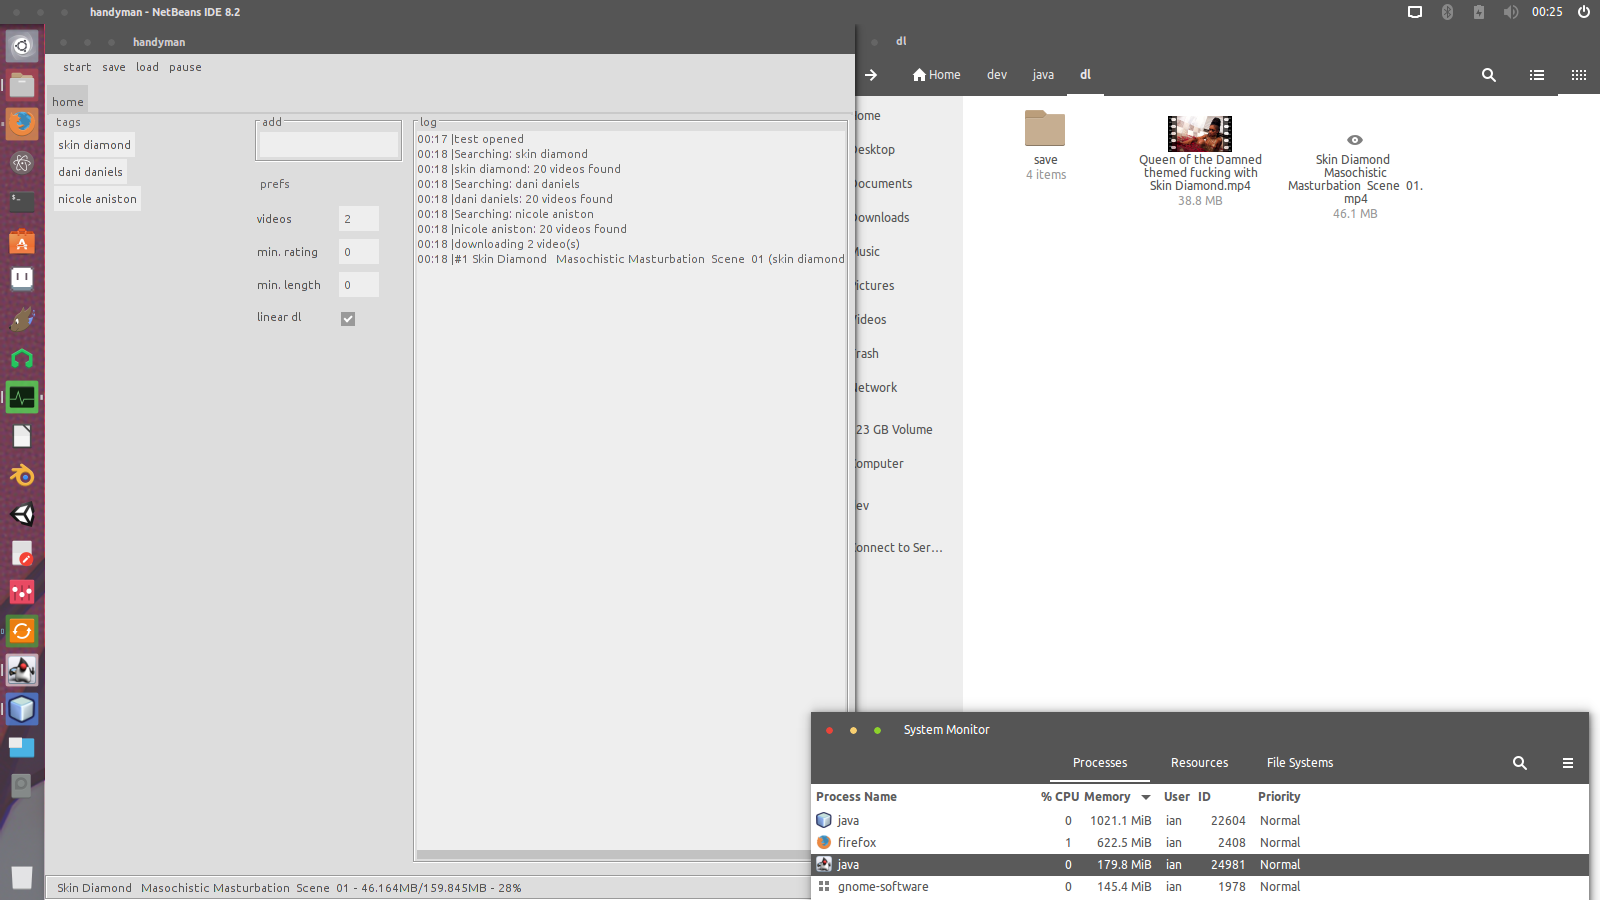 handyman - NetBeans IDE 8.2
00:25
handyman
start save load pause
home
tags
skin diamond
dani daniels
nicole aniston
add
prefs
videos 2
min. rating 0
min. length 0
linear dl
log
00:17 |test opened
00:18 |Searching: skin diamond
00:18 |skin diamond: 20 videos found
00:18 |Searching: dani daniels
00:18 |dani daniels: 20 videos found
00:18 |Searching: nicole aniston
00:18 |nicole aniston: 20 videos found
00:18 |downloading 2 video(s)
00:18 |#1 Skin Diamond Masochistic Masturbation Scene 01 (skin diamond
Skin Diamond Masochistic Masturbation Scene 01 - 46.164MB/159.845MB - 28%
dl
Home dev java dl
ome
Desktop
Documents
Downloads
Music
ictures
Videos
rash
Network
23 GB Volume
omputer
ev
onnect to Ser...
save
4 items
Queen of the Damned
themed fucking with
Skin Diamond.mp4
38.8 MB
Skin Diamond
Masochistic
Masturbation Scene 01.
mp4
46.1 MB
System Monitor
Processes Resources File Systems
Process Name % CPU Memory User ID Priority
java 0 1021.1 MiB ian 22604 Normal
firefox 1 622.5 MiB ian 2408 Normal
java 0 179.8 MiB ian 24981 Normal
gnome-software 0 145.4 MiB ian 1978 Normal